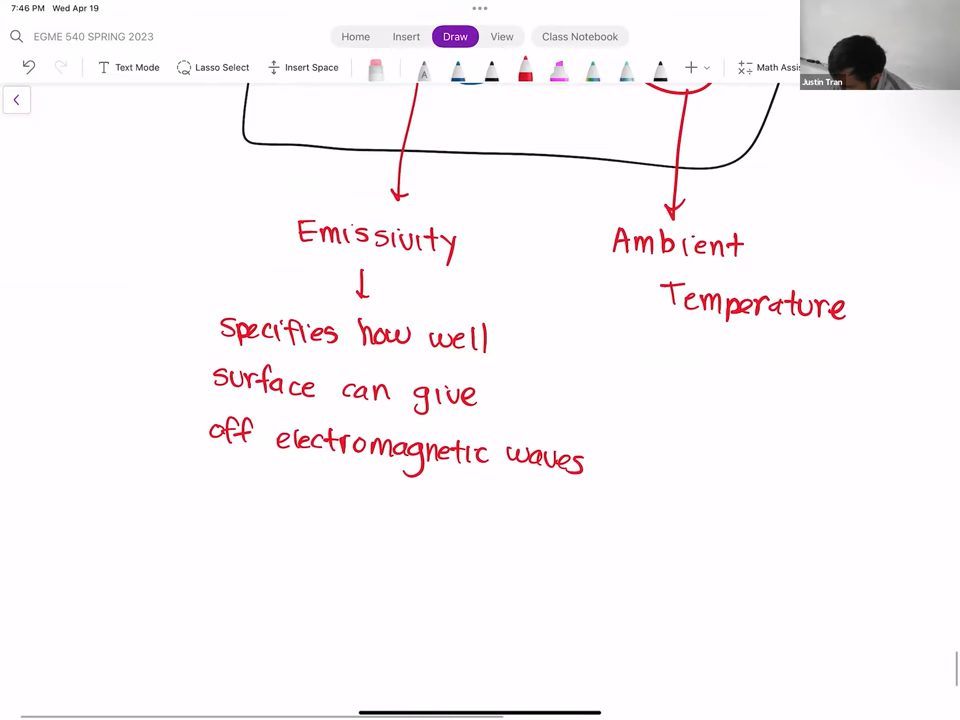 7:46 PM Wed Apr 19
EGME 540 SPRING 2023
Home Insert Draw View Class Notebook
T Text Mode Lasso Select Insert Space A Math Assis
Justin Tran
Emissivity
Ambient
Temperature
specifies how well
surface can give
off electromagnetic waves